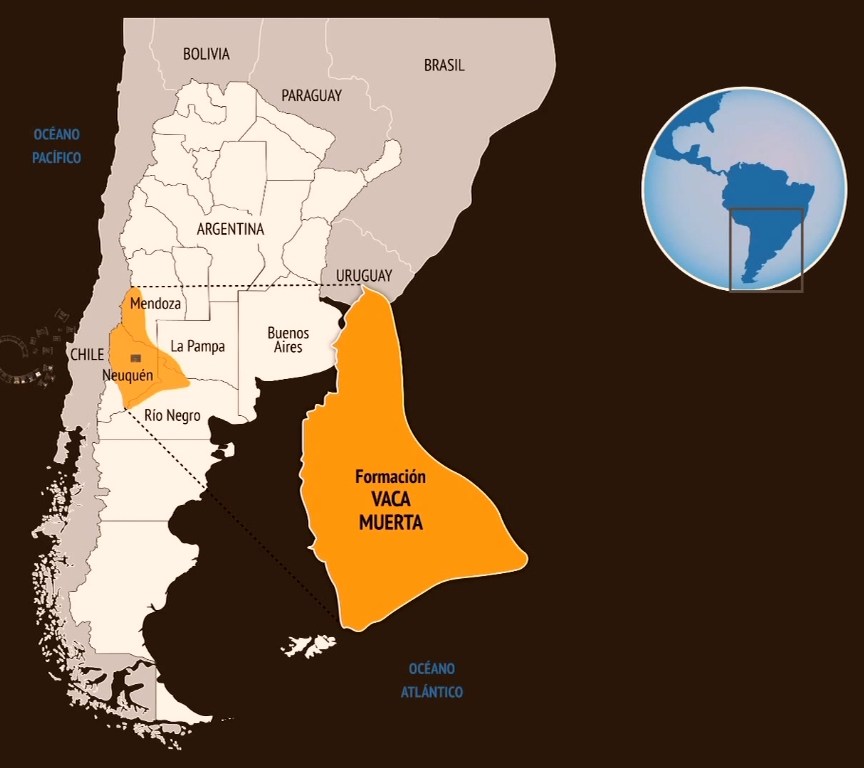 BOLIVIA
BRASIL
PARAGUAY
OCÉANO
PACÍFICO
ARGENTINA
URUGUAY
Mendoza
Buenos
Aires
La Pampa
CHILE
Neuquén
Río Negro
Formación
VACA
MUERTA
OCÉANO
ATLÁNTICO